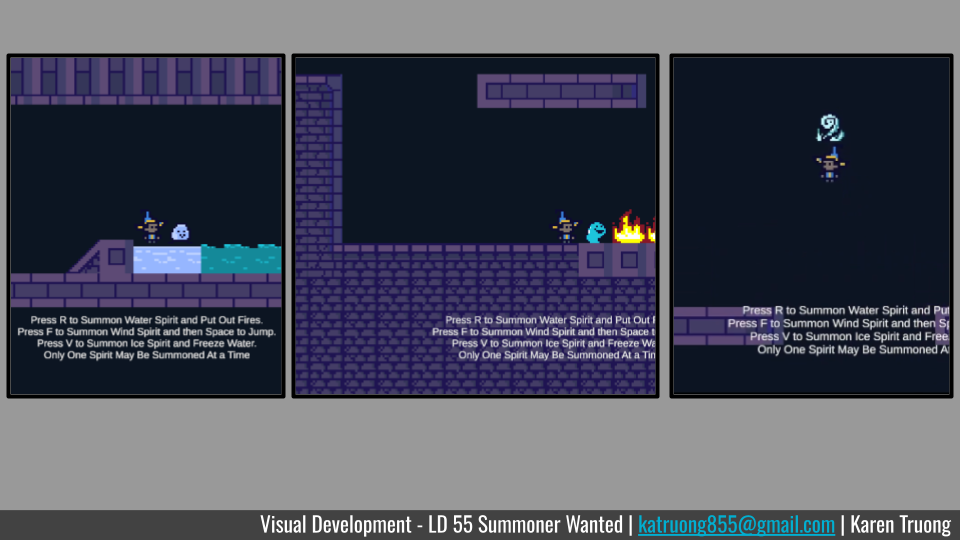 Press R to Summon Water Spirit and Put Out Fires.
Press F to Summon Wind Spirit and then Space to Jump.
Press V to Summon Ice Spirit and Freeze Water.
Only One Spirit May Be Summoned At a Time
Press R to Summon Water Spirit and Put Out F
Press F to Summon Wind Spirit and then Space t
Press V to Summon Ice Spirit and Freeze Wa
Only One Spirit May Be Summoned At a Tim
Press R to Summon Water Spirit and Put
Press F to Summon Wind Spirit and then Sp
Press V to Summon Ice Spirit and Free
Only One Spirit May Be Summoned A
Visual Development - LD 55 Summoner Wanted | katruong855@gmail.com | Karen Truong